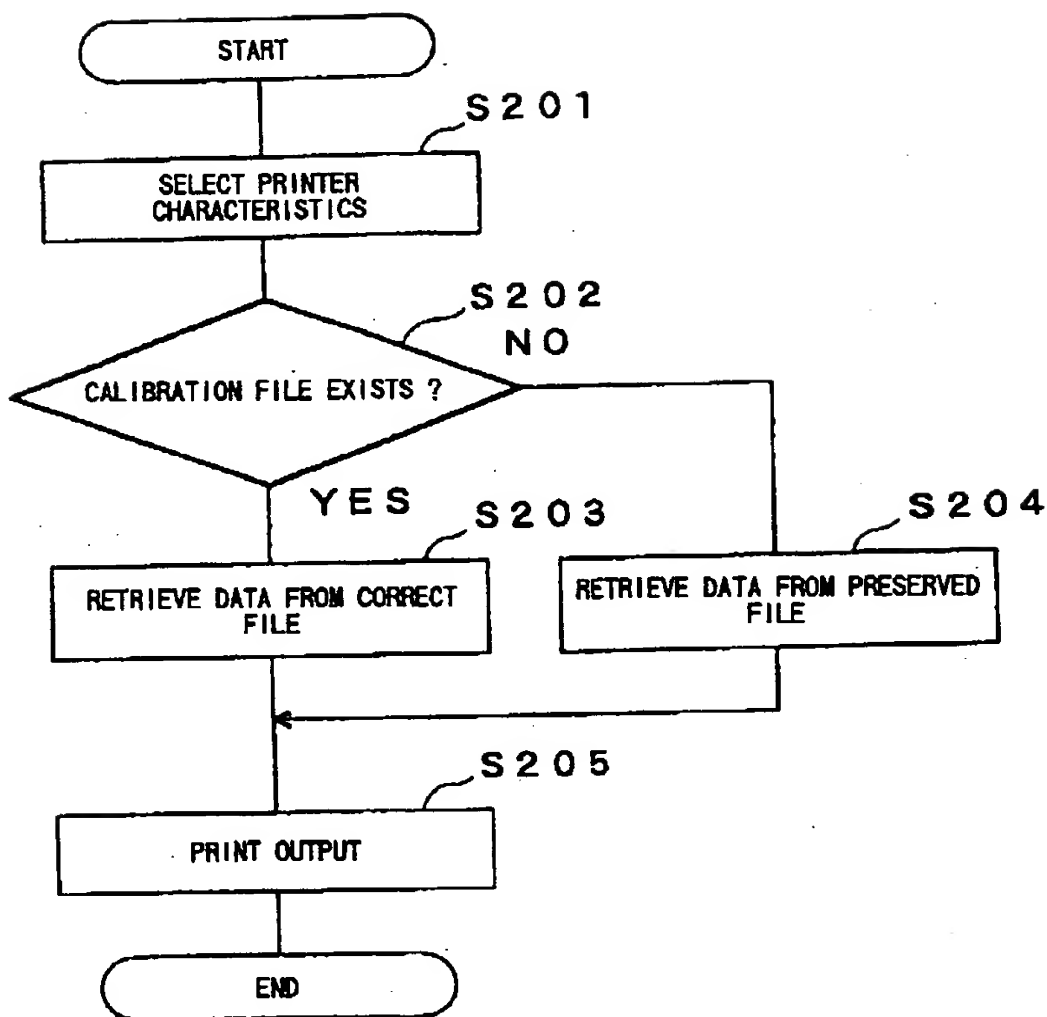 START
S201
SELECT PRINTER
CHARACTERISTICS
S202
NO
CALIBRATION FILE EXISTS ?
YES
S203
S204
RETRIEVE DATA FROM CORRECT
FILE
RETRIEVE DATA FROM PRESERVED
FILE
S205
PRINT OUTPUT
END